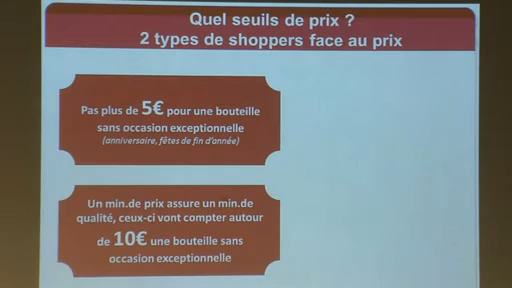 Quel seuils de prix ?
2 types de shoppers face au prix
Pas plus de 5€ pour une bouteille
sans occasion exceptionnelle
(anniversaire, fêtes de fin d'année)
Un min.de prix assure un min.de
qualité, ceux-ci vont compter autour
de 10€ une bouteille sans
occasion exceptionnelle